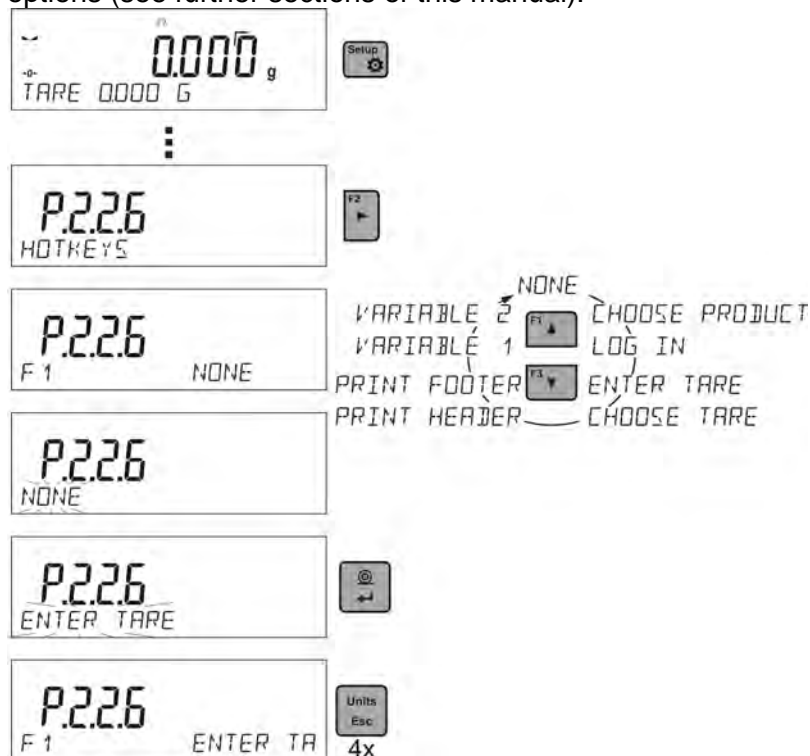 options (see further sections of this manual).
0.000 g
-0-
TARE 0.000 G
Setup
P.2.2.6
HOTKEYS
F2
P.2.2.6
F1 NONE
NONE
VARIABLE 2 F1 CHOOSE PRODUCT
VARIABLE 1 LOG IN
PRINT FOOTER F3 ENTER TARE
PRINT HEADER CHOOSE TARE
P.2.2.6
NONE
P.2.2.6
ENTER TARE
P.2.2.6
F1 ENTER TA
Units
Esc
4x